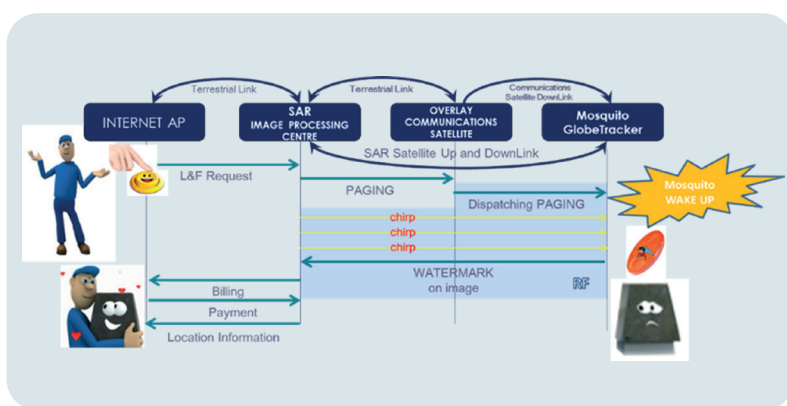 Terrestrial Link
Terrestrial Link
Communications
Satellite DownLink
INTERNET AP
SAR
IMAGE PROCESSING
CENTRE
OVERLAY
COMMUNICATIONS
SATELLITE
Mosquito
GlobeTracker
SAR Satellite Up and DownLink
L&F Request
PAGING
Dispatching PAGING
Mosquito
WAKE UP
chirp
chirp
chirp
WATERMARK
on image
RF
Billing
Payment
Location Information